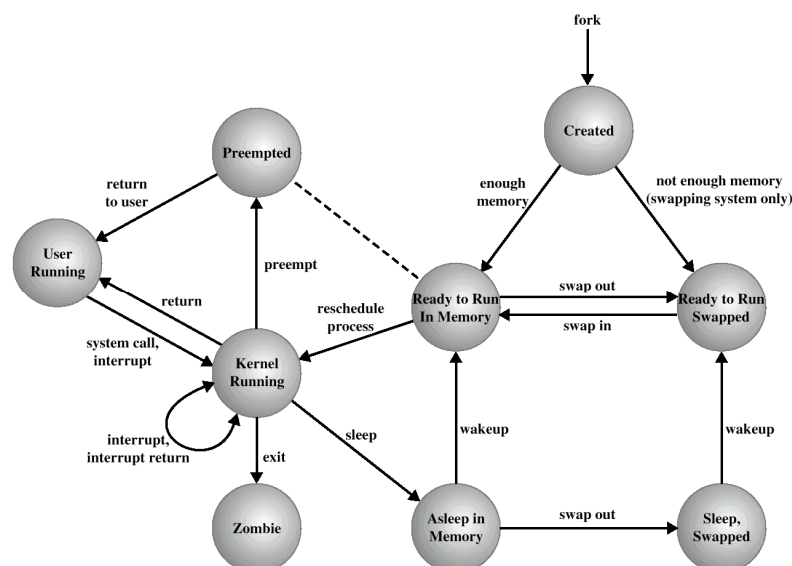 fork
Created
Preempted
enough
memory
not enough memory
(swapping system only)
return
to user
User
Running
preempt
return
Ready to Run
In Memory
swap out
swap in
Ready to Run
Swapped
reschedule
process
system call,
interrupt
Kernel
Running
interrupt,
interrupt return
sleep
wakeup
wakeup
exit
Zombie
Asleep in
Memory
swap out
Sleep,
Swapped